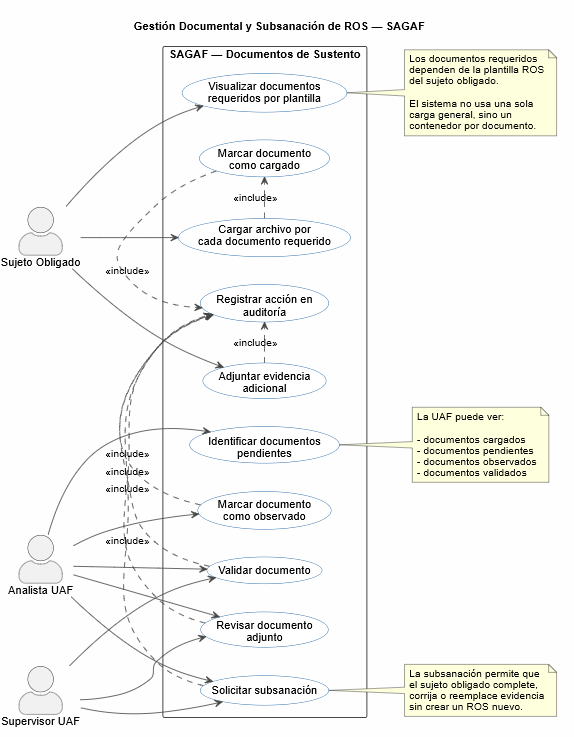 Gestión Documental y Subsanación de ROS — SAGAF
SAGAF — Documentos de Sustento
Los documentos requeridos
dependen de la plantilla ROS
del sujeto obligado.
El sistema no usa una sola
carga general, sino un
contenedor por documento.
Visualizar documentos
requeridos por plantilla
Marcar documento
como cargado
«include»
Cargar archivo por
cada documento requerido
Sujeto Obligado
«include»
Registrar acción en
auditoría
«include»
Adjuntar evidencia
adicional
La UAF puede ver:
- documentos cargados
- documentos pendientes
- documentos observados
- documentos validados
Identificar documentos
pendientes
«include»
«include»
«include»
Marcar documento
como observado
«include»
Validar documento
Analista UAF
Revisar documento
adjunto
Solicitar subsanación
La subsanación permite que
el sujeto obligado complete,
corrija o reemplace evidencia
sin crear un ROS nuevo.
Supervisor UAF